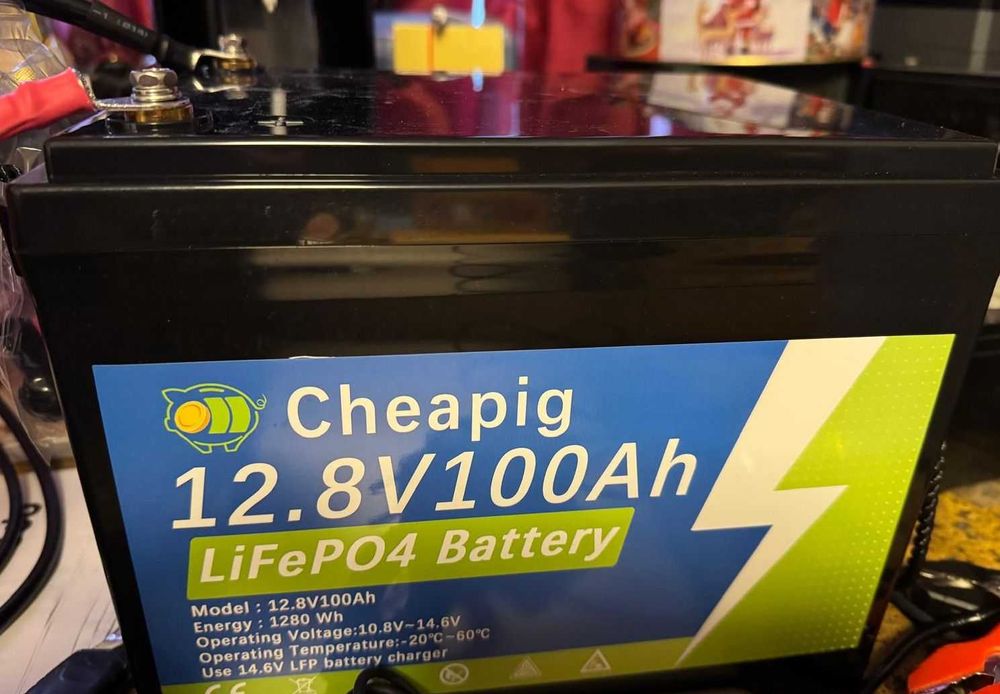 Cheapig
12.8V100Ah
LiFePO4 Battery
Model : 12.8V100Ah
Energy : 1280 Wh
Operating Voltage:10.8V~14.6V
Operating Temperature:-20℃~60℃
Use 14.6V LFP battery charger
CE